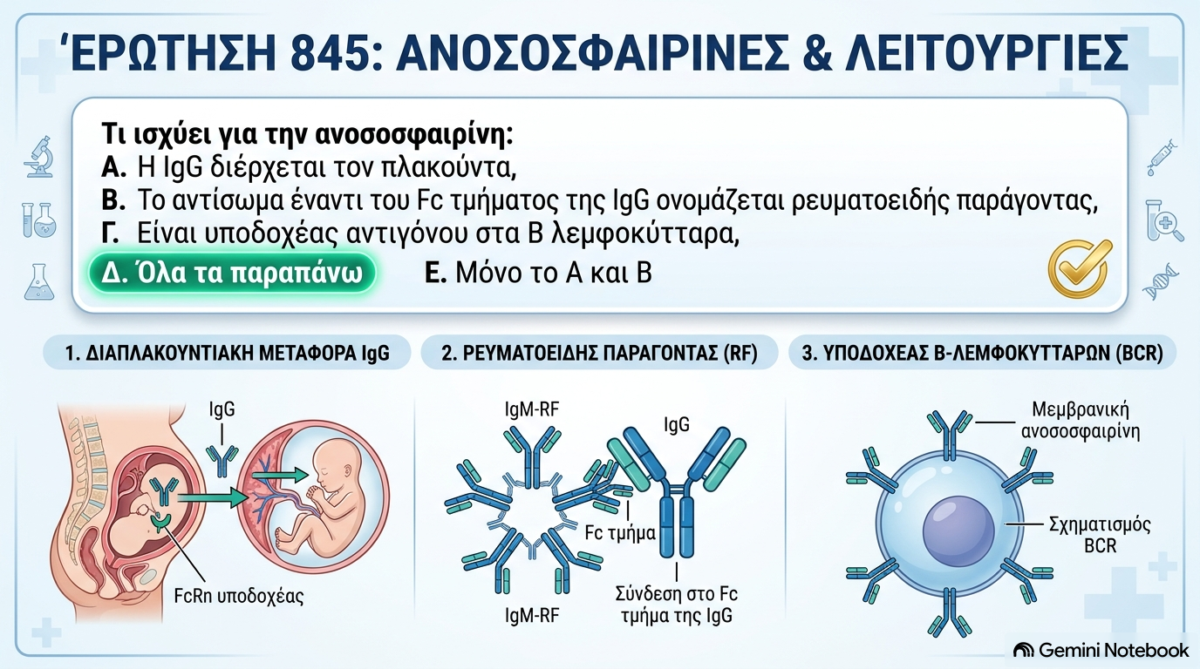 ‘ΕΡΩΤΗΣΗ 845: ΑΝΟΣΟΣΦΑΙΡΙΝΕΣ & ΛΕΙΤΟΥΡΓΙΕΣ
Τι ισχύει για την ανοσοσφαιρίνη:
Α. Η IgG διέρχεται τον πλακούντα,
Β. Το αντίσωμα έναντι του Fc τμήματος της IgG ονομάζεται ρευματοειδής παράγοντας,
Γ. Είναι υποδοχέας αντιγόνου στα Β λεμφοκύτταρα,
Δ. Όλα τα παραπάνω Ε. Μόνο το Α και Β
1. ΔΙΑΠΛΑΚΟΥΝΤΙΑΚΗ ΜΕΤΑΦΟΡΑ IgG
IgG
FcRn υποδοχέας
2. ΡΕΥΜΑΤΟΕΙΔΗΣ ΠΑΡΑΓΟΝΤΑΣ (RF)
IgM-RF
IgG
Fc τμήμα
IgM-RF
Σύνδεση στο Fc
τμήμα της IgG
3. ΥΠΟΔΟΧΕΑΣ Β-ΛΕΜΦΟΚΥΤΤΑΡΩΝ (BCR)
Μεμβρανική
ανοσοσφαιρίνη
Σχηματισμός
BCR
Gemini Notebook